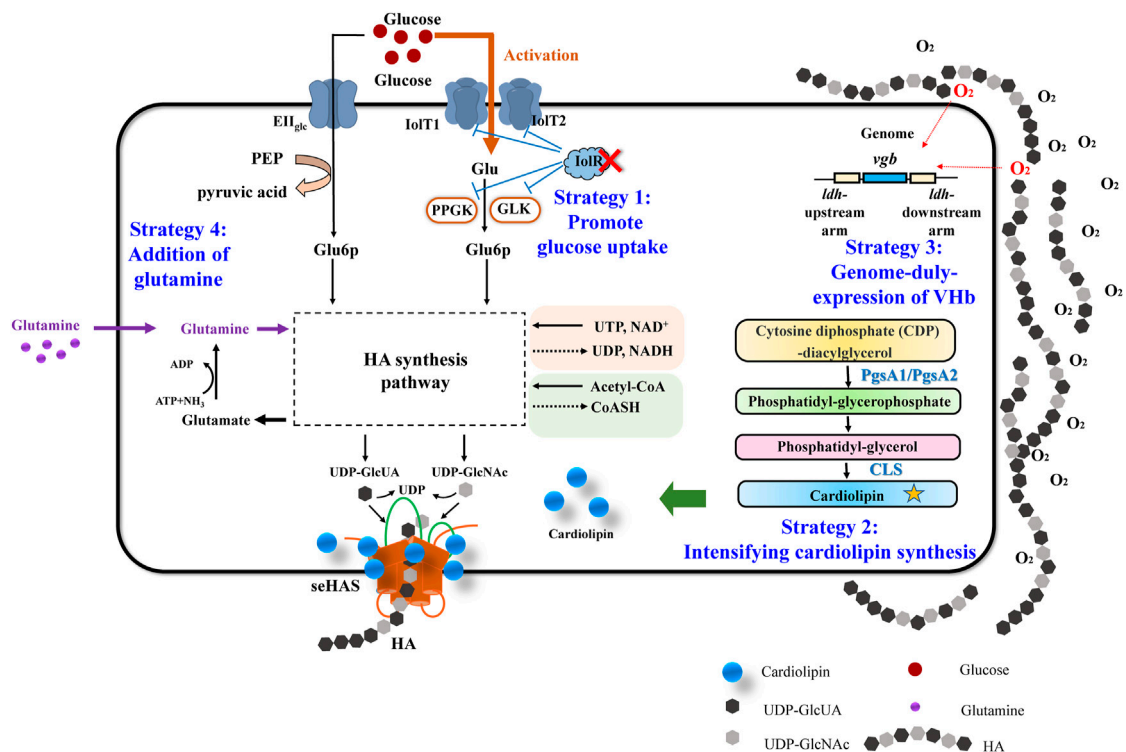 Glucose
Glucose
Activation
EIIglc
IolT1
IolT2
PEP
pyruvic acid
Glu
IolR
PPGK
GLK
Strategy 1:
Promote
glucose uptake
Glu6p
Glu6p
Strategy 4:
Addition of
glutamine
Glutamine
Glutamine
ADP
ATP+NH3
Glutamate
HA synthesis
pathway
UTP, NAD+
UDP, NADH
Acetyl-CoA
CoASH
UDP-GlcUA
UDP-GlcNAc
UDP
seHAS
HA
Cardiolipin
O2
O2
O2
O2
O2
O2
O2
O2
O2
O2
O2
O2
Genome
vgb
ldh-
upstream
arm
ldh-
downstream
arm
Strategy 3:
Genome-duly-
expression of VHb
Cytosine diphosphate (CDP)
-diacylglycerol
PgsA1/PgsA2
Phosphatidyl-glycerophosphate
Phosphatidyl-glycerol
CLS
Cardiolipin
Strategy 2:
Intensifying cardiolipin synthesis
Cardiolipin
Glucose
UDP-GlcUA
Glutamine
UDP-GlcNAc
HA